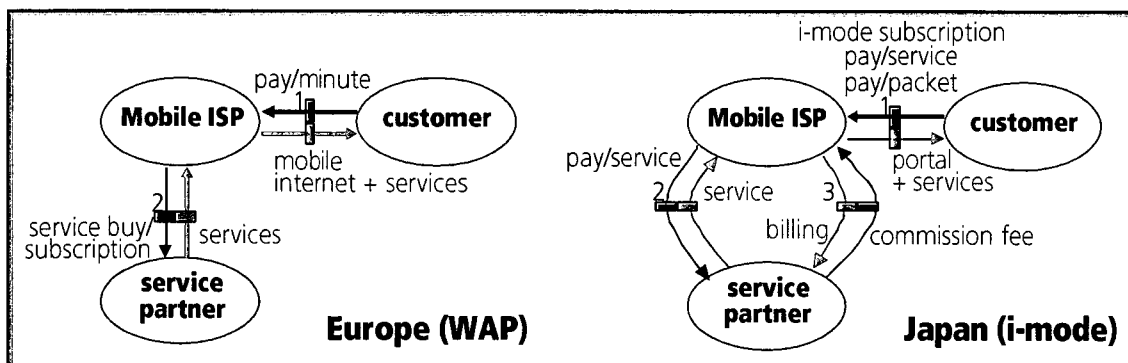 pay/minute
1
Mobile ISP
customer
mobile
internet + services
2
service buy/
subscription
services
service
partner
Europe (WAP)
i-mode subscription
pay/service
pay/packet
1
Mobile ISP
customer
portal
+ services
pay/service
2
service
3
billing
commission fee
service
partner
Japan (i-mode)